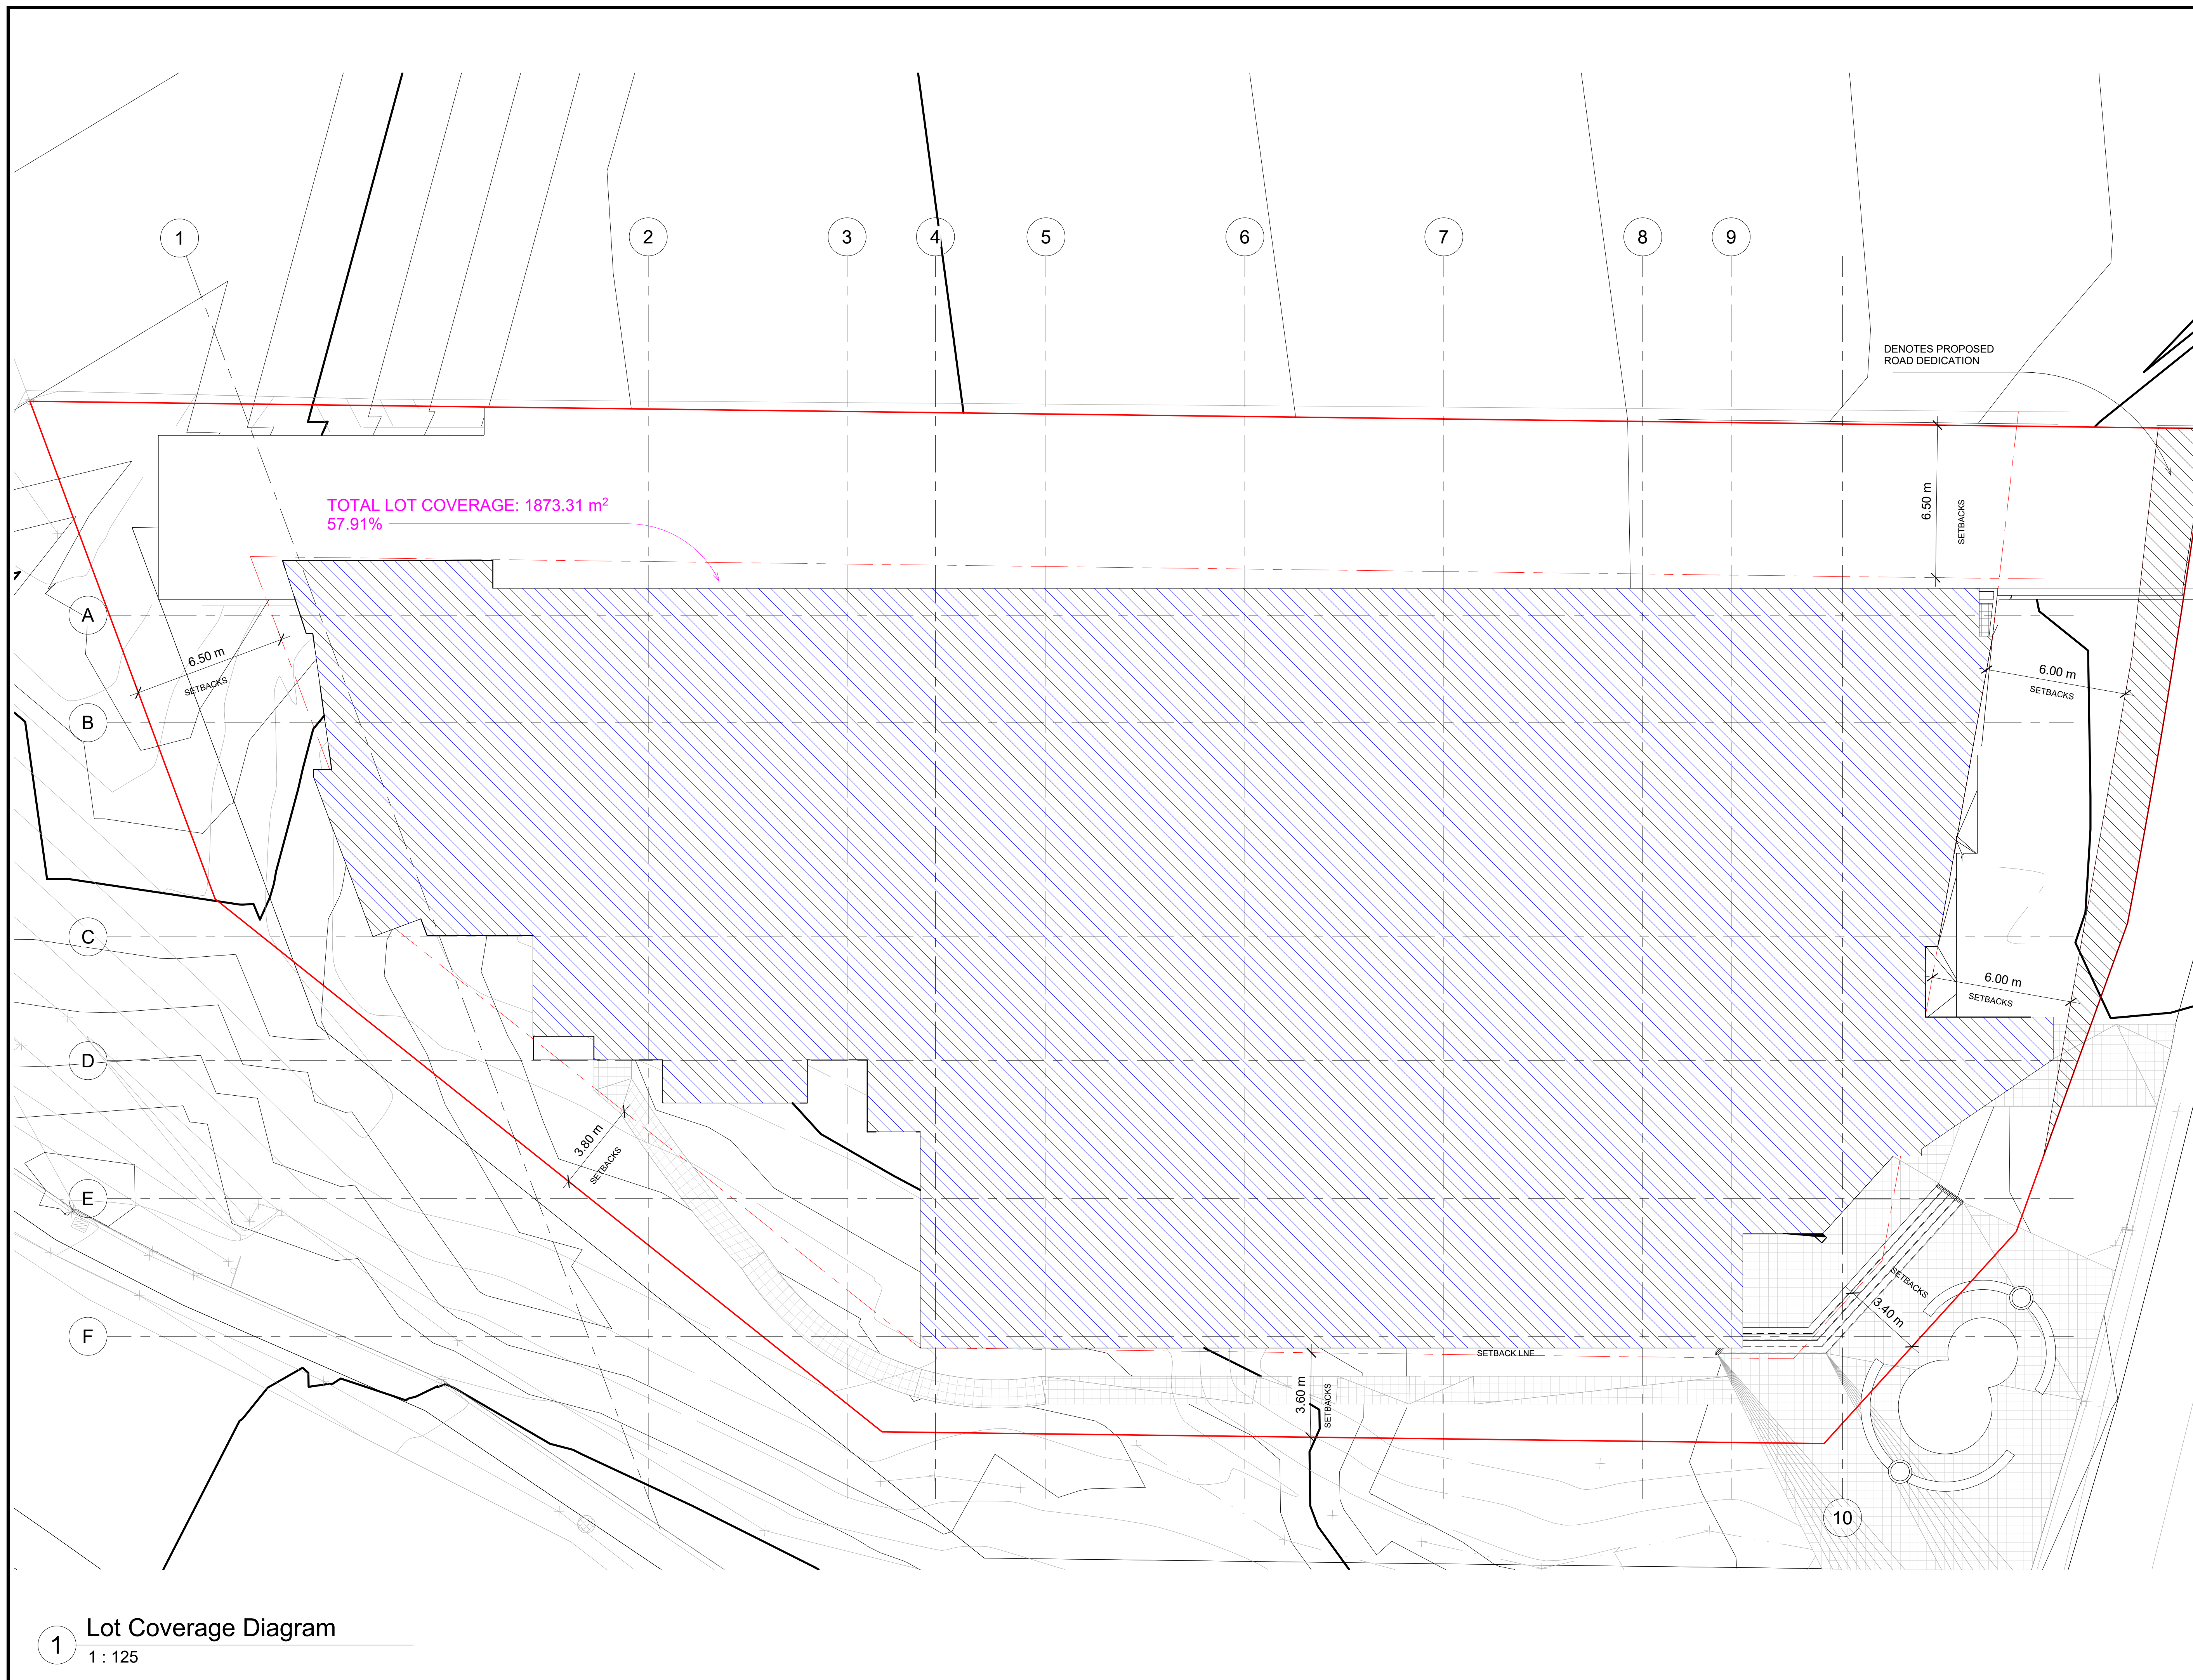 1
2
3
4
5
6
7
8
9
DENOTES PROPOSED
ROAD DEDICATION
TOTAL LOT COVERAGE: 1873.31 m²
57.91%
6.50 m
SETBACKS
A
6.50 m
SETBACKS
6.00 m
SETBACKS
B
C
6.00 m
SETBACKS
D
3.80 m
SETBACKS
E
SETBACKS
3.40 m
F
SETBACK LNE
3.60 m
SETBACKS
10
1
Lot Coverage Diagram
1 : 125